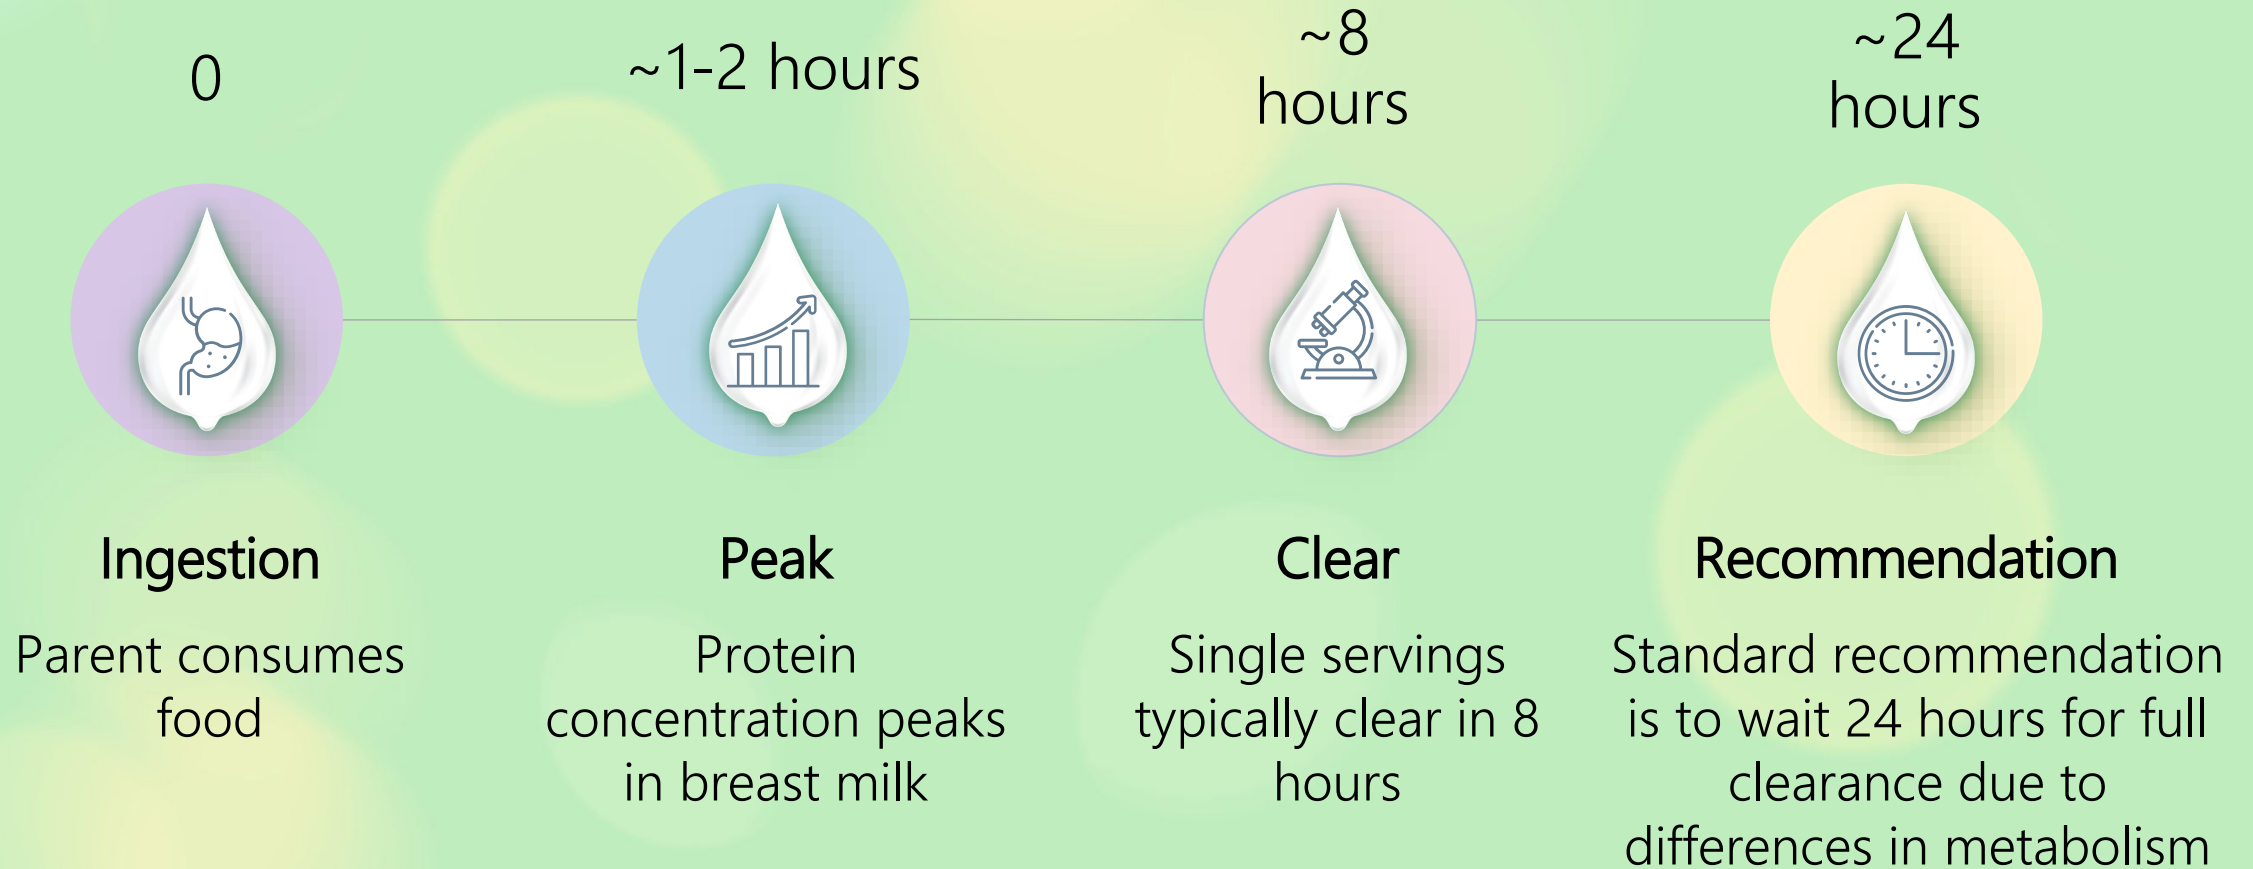 0
~1-2 hours
~8
hours
~24
hours
Ingestion
Parent consumes
food
Peak
Protein
concentration peaks
in breast milk
Clear
Single servings
typically clear in 8
hours
Recommendation
Standard recommendation
is to wait 24 hours for full
clearance due to
differences in metabolism